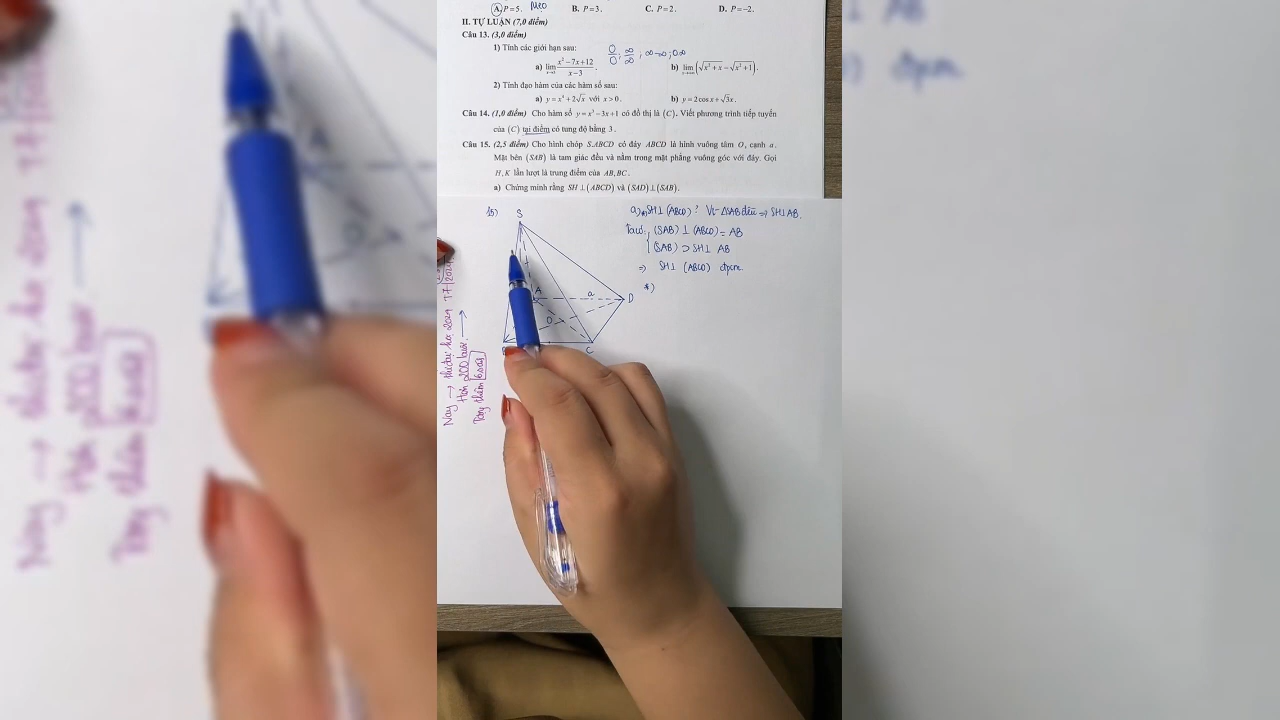 A P=5. B. P=3. C. P=2. D. P=-2.
II. TỰ LUẬN (7,0 điểm)
Câu 13. (3,0 điểm)
1) Tính các giới hạn sau:
0/0; ∞/∞; ∞-∞; 0.∞
a) lim x²-7x+12 / x-3. b) lim (√x²+x - √x²+1).
2) Tính đạo hàm của các hàm số sau:
a) +2√x với x>0. b) y=2cosx+√3x.
Câu 14. (1,0 điểm) Cho hàm số y=x³-3x+1 có đồ thị là (C). Viết phương trình tiếp tuyến
của (C) tại điểm có tung độ bằng 3.
Câu 15. (2,5 điểm) Cho hình chóp S.ABCD có đáy ABCD là hình vuông tâm O, cạnh a.
Mặt bên (SAB) là tam giác đều và nằm trong mặt phẳng vuông góc với đáy. Gọi
H, K lần lượt là trung điểm của AB, BC.
a) Chứng minh rằng SH⊥(ABCD) và (SAD)⊥(SAB).
15)
a) *) SH⊥(ABCD)? Vì ΔSAB đều => SH⊥AB.
(SAB) ⊥ (ABCD) = AB
(SAB) ⊃ SH⊥ AB
=> SH⊥ (ABCD) đpcm.
*)
S
A
a
D
O
C
Nay →
Hơn 200